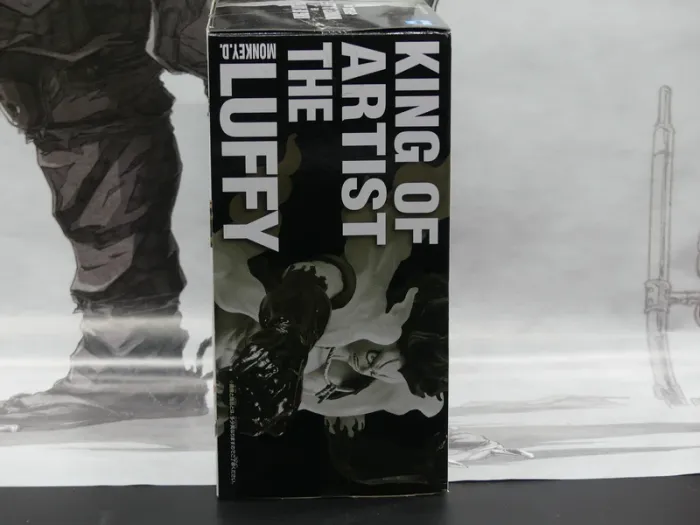 KING OF
ARTIST
THE
MONKEY.D.
LUFFY